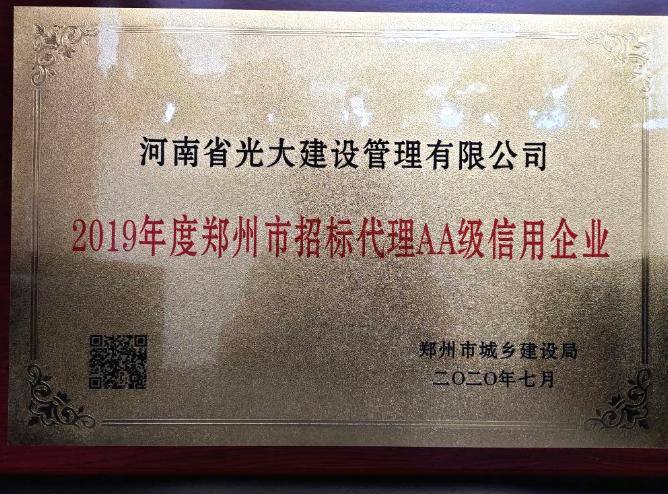 河南省光大建设管理有限公司
2019年度郑州市招标代理AA级信用企业
郑州市城乡建设局
二〇二〇年七月